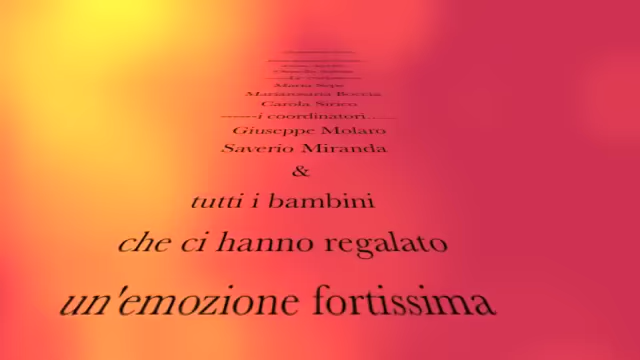 Maria Sepe
Mariarosaria Boccia
Carola Sirico
------i coordinatori......
Giuseppe Molaro
Saverio Miranda
&
tutti i bambini
che ci hanno regalato
un'emozione fortissima